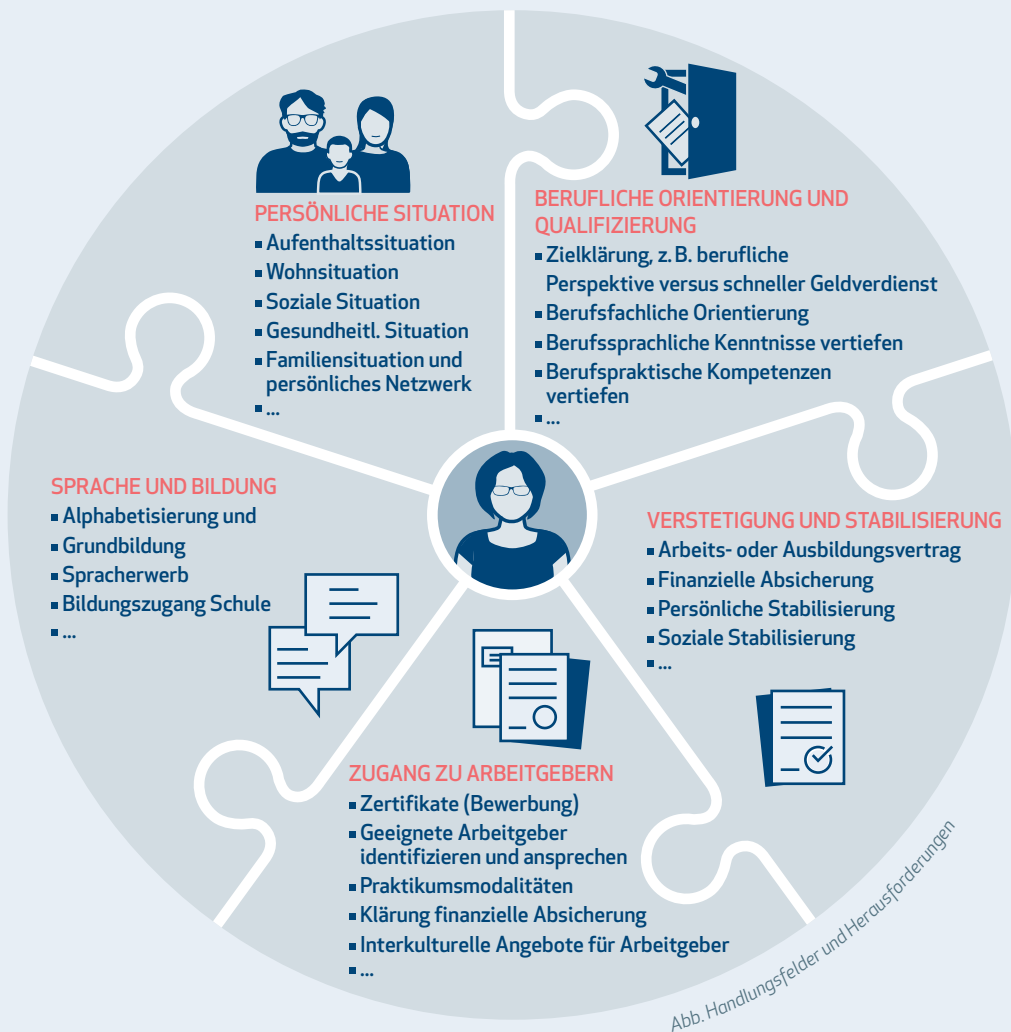 PERSÖNLICHE SITUATION
▪ Aufenthaltssituation
▪ Wohnsituation
▪ Soziale Situation
▪ Gesundheitl. Situation
▪ Familiensituation und
persönliches Netzwerk
▪ ...
BERUFLICHE ORIENTIERUNG UND
QUALIFIZIERUNG
▪ Zielklärung, z. B. berufliche
Perspektive versus schneller Geldverdienst
▪ Berufsfachliche Orientierung
▪ Berufssprachliche Kenntnisse vertiefen
▪ Berufspraktische Kompetenzen
vertiefen
▪ ...
SPRACHE UND BILDUNG
▪ Alphabetisierung und
▪ Grundbildung
▪ Spracherwerb
▪ Bildungszugang Schule
▪ ...
VERSTETIGUNG UND STABILISIERUNG
▪ Arbeits- oder Ausbildungsvertrag
▪ Finanzielle Absicherung
▪ Persönliche Stabilisierung
▪ Soziale Stabilisierung
▪ ...
ZUGANG ZU ARBEITGEBERN
▪ Zertifikate (Bewerbung)
▪ Geeignete Arbeitgeber
identifizieren und ansprechen
▪ Praktikumsmodalitäten
▪ Klärung finanzielle Absicherung
▪ Interkulturelle Angebote für Arbeitgeber
▪ ...
Abb. Handlungsfelder und Herausforderungen